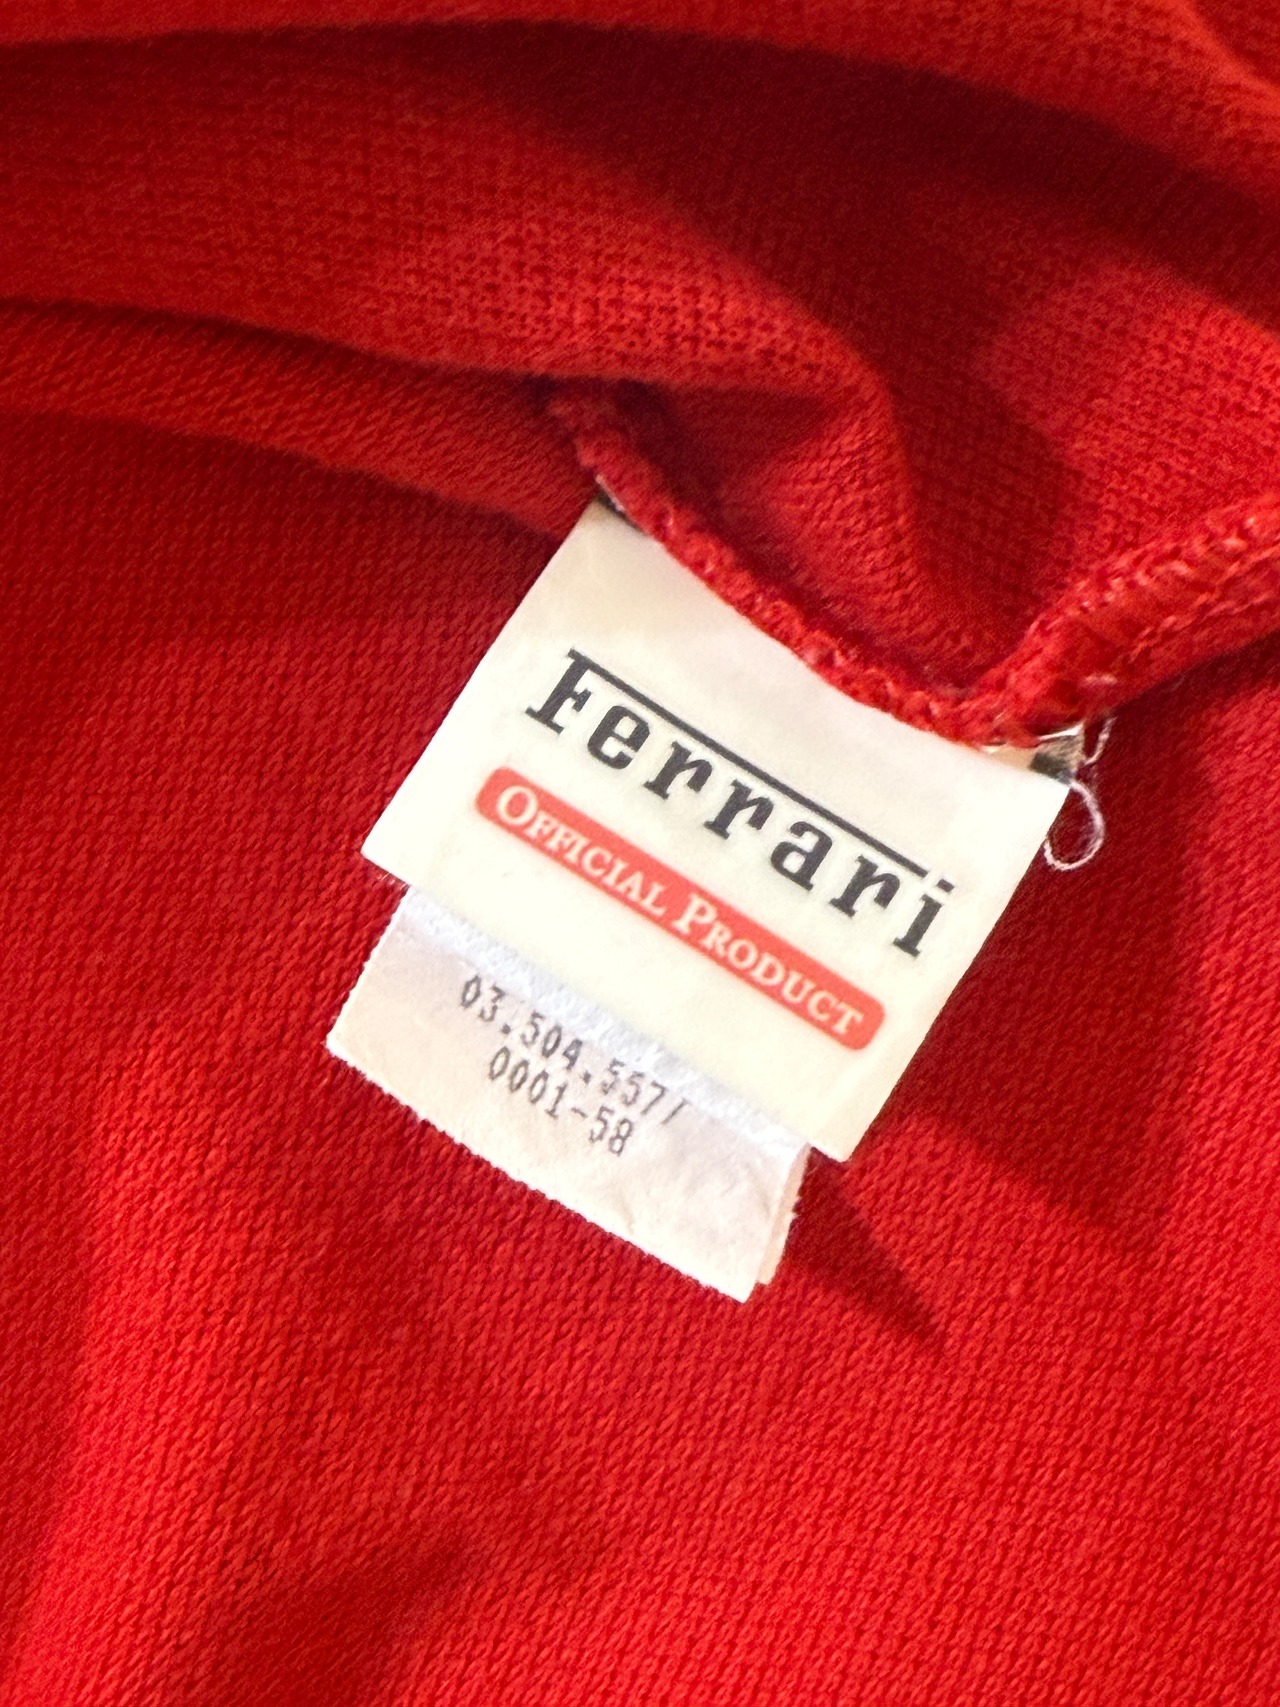 Ferrari
OFFICIAL PRODUCT
03.504.557/
0001-58